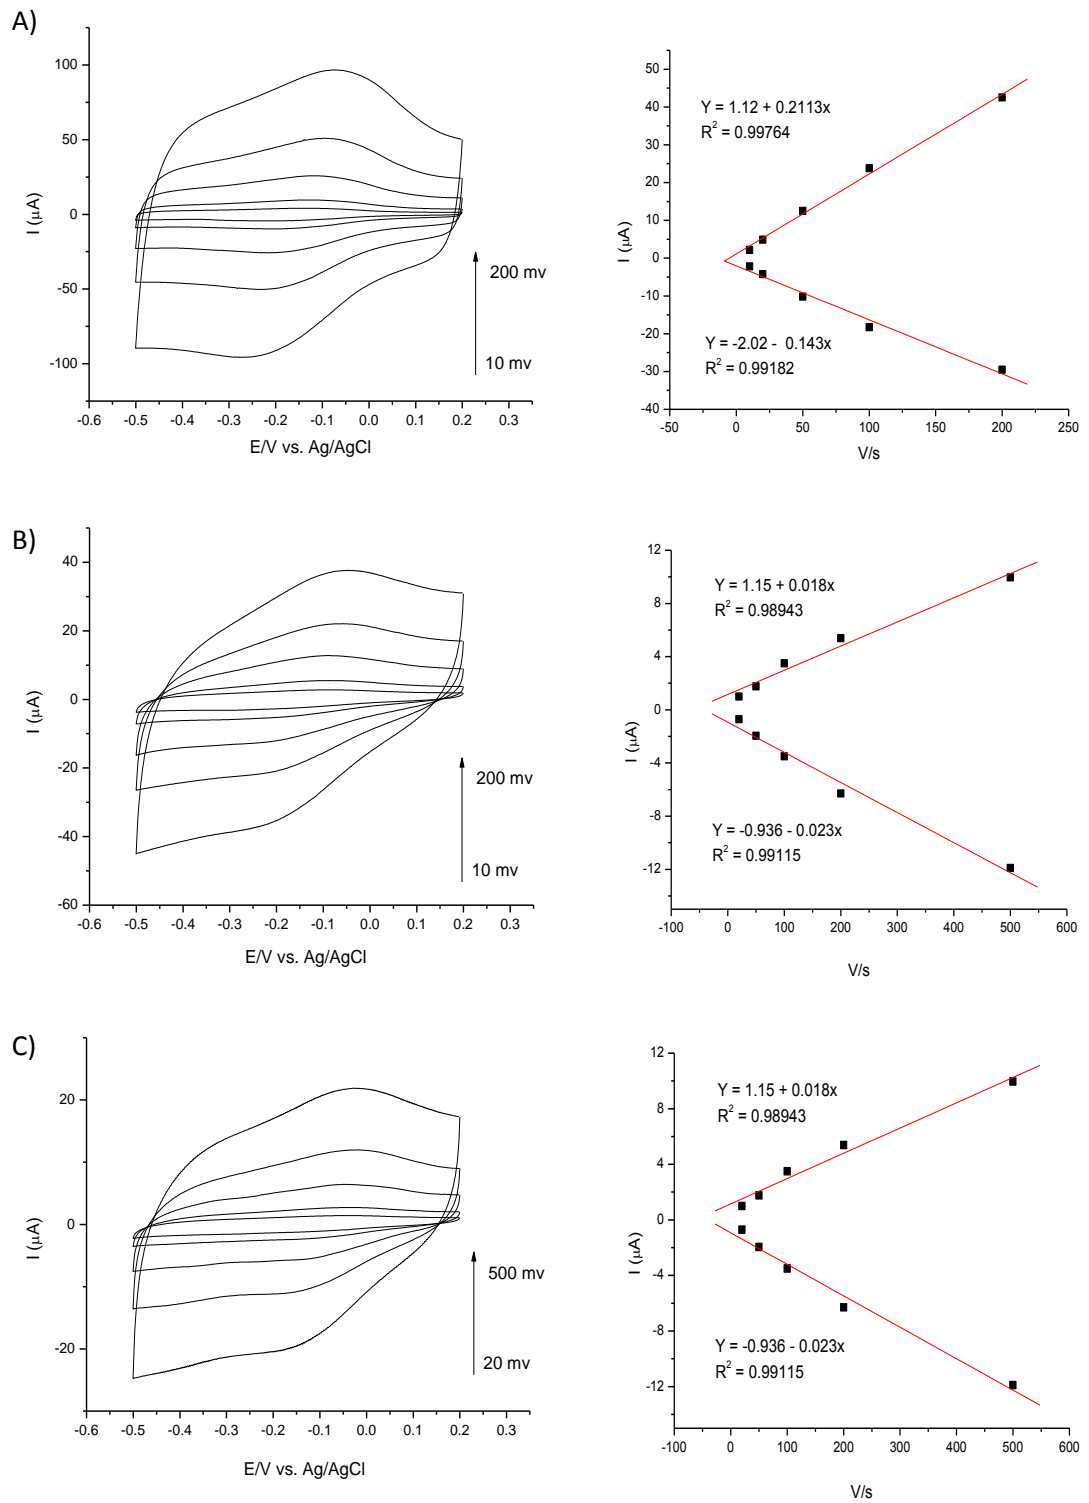 A)
100
50
0
-50
-100
I (μA)
-0.6 -0.5 -0.4 -0.3 -0.2 -0.1 0.0 0.1 0.2 0.3
E/V vs. Ag/AgCl
200 mv
10 mv
50
40
30
20
10
0
-10
-20
-30
-40
I (μA)
Y = 1.12 + 0.2113x
R² = 0.99764
Y = -2.02 - 0.143x
R² = 0.99182
-50 0 50 100 150 200 250
V/s
B)
40
20
0
-20
-40
-60
I (μA)
-0.6 -0.5 -0.4 -0.3 -0.2 -0.1 0.0 0.1 0.2 0.3
E/V vs. Ag/AgCl
200 mv
10 mv
12
8
4
0
-4
-8
-12
I (μA)
Y = 1.15 + 0.018x
R² = 0.98943
Y = -0.936 - 0.023x
R² = 0.99115
-100 0 100 200 300 400 500 600
V/s
C)
20
0
-20
I (μA)
-0.6 -0.5 -0.4 -0.3 -0.2 -0.1 0.0 0.1 0.2 0.3
E/V vs. Ag/AgCl
500 mv
20 mv
12
8
4
0
-4
-8
-12
I (μA)
Y = 1.15 + 0.018x
R² = 0.98943
Y = -0.936 - 0.023x
R² = 0.99115
-100 0 100 200 300 400 500 600
V/s